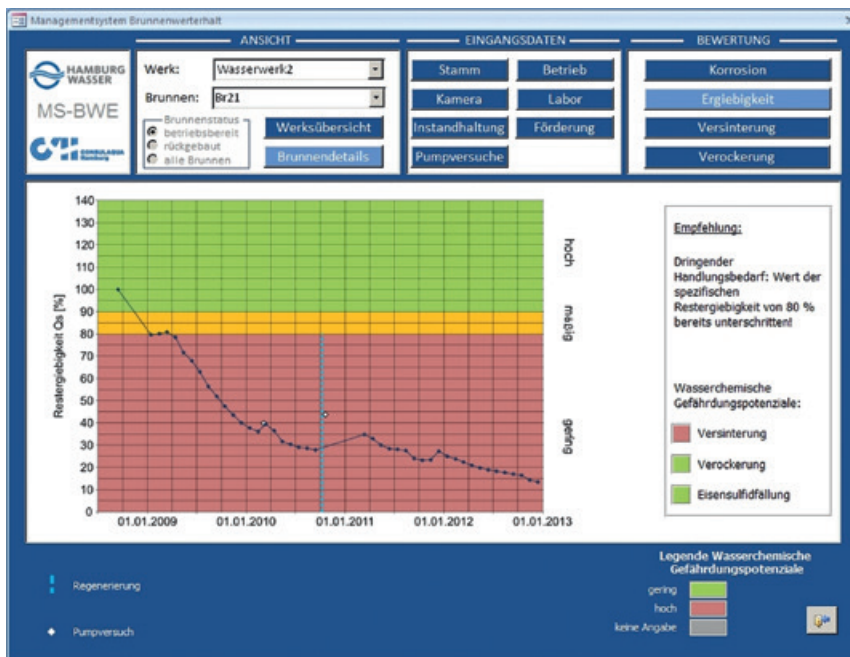 Managementsystem Brunnenwerterhalt
ANSICHT
EINGANGSDATEN
BEWERTUNG
HAMBURG
WASSER
MS-BWE
CONSULAQUA
Hamburg
Werk:
Wasserwerk2
Brunnen:
Br21
Brunnenstatus
betriebsbereit
rückgebaut
alle Brunnen
Werksübersicht
Brunnendetails
Stamm
Betrieb
Kamera
Labor
Instandhaltung
Förderung
Pumpversuche
Korrosion
Ergiebigkeit
Versinterung
Verockerung
Restergiebigkeit Qs [%]
140
130
120
110
100
90
80
70
60
50
40
30
20
10
0
01.01.2009
01.01.2010
01.01.2011
01.01.2012
01.01.2013
hoch
mäßig
gering
Empfehlung:
Dringender
Handlungsbedarf: Wert der
spezifischen
Restergiebigkeit von 80 %
bereits unterschritten!
Wasserchemische
Gefährdungspotenziale:
Versinterung
Verockerung
Eisensulfidfällung
Regenerierung
Pumpversuch
Legende Wasserchemische
Gefährdungspotenziale
gering
hoch
keine Angabe